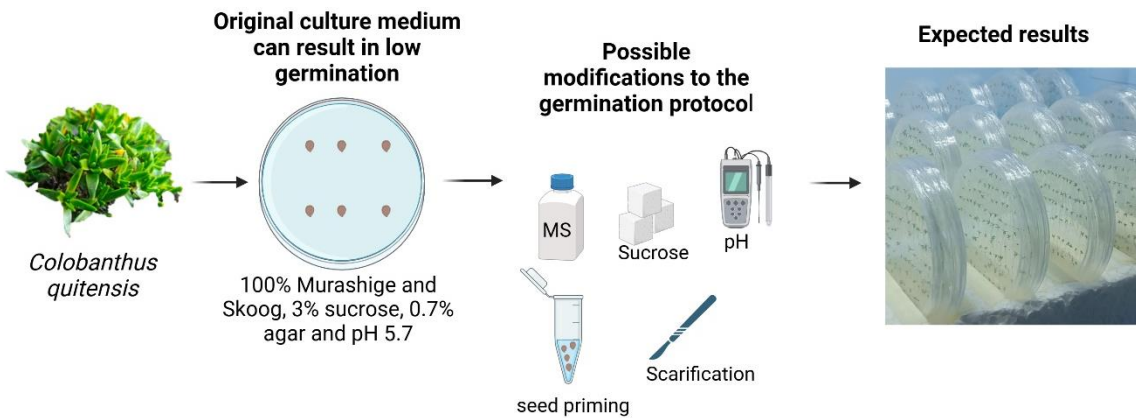 Original culture medium
can result in low
germination
Possible
modifications to the
germination protocol
Expected results
Colobanthus
quitensis
100% Murashige and
Skoog, 3% sucrose, 0.7%
agar and pH 5.7
MS
Sucrose
pH
seed priming
Scarification